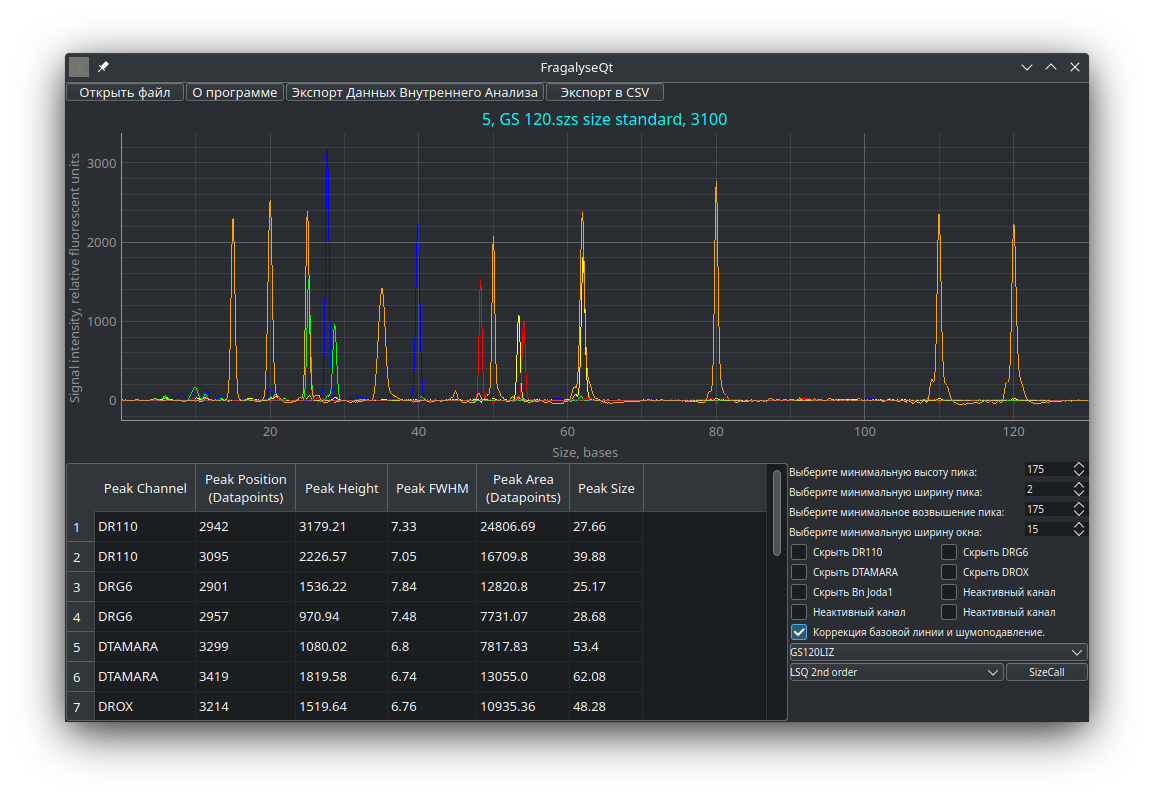 FragalyseQt
Открыть файл О программе Экспорт Данных Внутреннего Анализа Экспорт в CSV
5, GS 120.szs size standard, 3100
Signal intensity, relative fluorescent units
3000
2000
1000
0
20 40 60 80 100 120
Size, bases
Peak Channel Peak Position (Datapoints) Peak Height Peak FWHM Peak Area (Datapoints) Peak Size
1 DR110 2942 3179.21 7.33 24806.69 27.66
2 DR110 3095 2226.57 7.05 16709.8 39.88
3 DRG6 2901 1536.22 7.84 12820.8 25.17
4 DRG6 2957 970.94 7.48 7731.07 28.68
5 DTAMARA 3299 1080.02 6.8 7817.83 53.4
6 DTAMARA 3419 1819.58 6.74 13055.0 62.08
7 DROX 3214 1519.64 6.76 10935.36 48.28
Выберите минимальную высоту пика: 175
Выберите минимальную ширину пика: 2
Выберите минимальное возвышение пика: 175
Выберите минимальную ширину окна: 15
Скрыть DR110 Скрыть DRG6
Скрыть DTAMARA Скрыть DROX
Скрыть Bn Joda1 Неактивный канал
Неактивный канал Неактивный канал
Коррекция базовой линии и шумоподавление.
GS120LIZ
LSQ 2nd order SizeCall